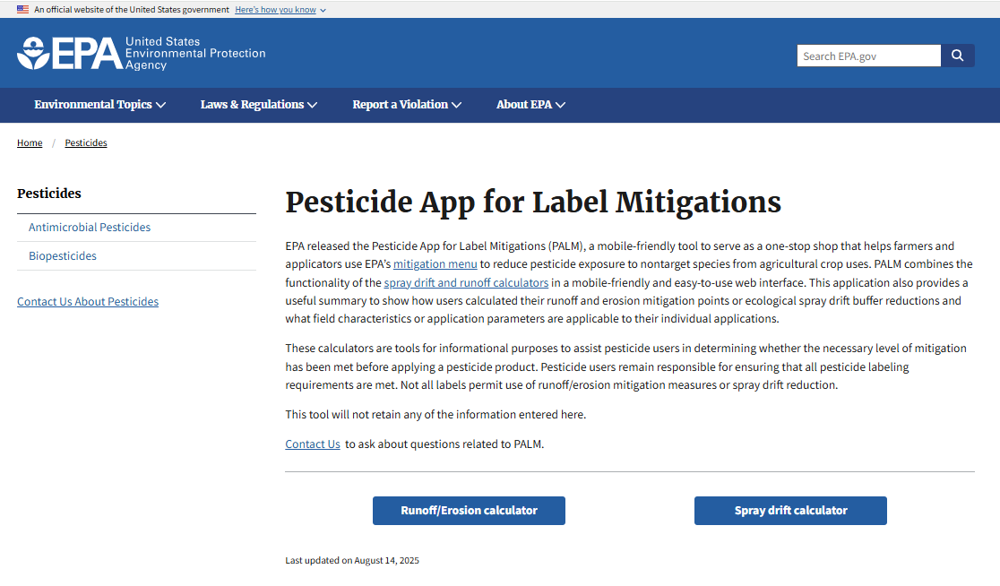 An official website of the United States government Here's how you know
EPA United States
Environmental Protection
Agency
Search EPA.gov
Environmental Topics Laws & Regulations Report a Violation About EPA
Home / Pesticides
Pesticides
Antimicrobial Pesticides
Biopesticides
Contact Us About Pesticides
Pesticide App for Label Mitigations
EPA released the Pesticide App for Label Mitigations (PALM), a mobile-friendly tool to serve as a one-stop shop that helps farmers and
applicators use EPA's mitigation menu to reduce pesticide exposure to nontarget species from agricultural crop uses. PALM combines the
functionality of the spray drift and runoff calculators in a mobile-friendly and easy-to-use web interface. This application also provides a
useful summary to show how users calculated their runoff and erosion mitigation points or ecological spray drift buffer reductions and
what field characteristics or application parameters are applicable to their individual applications.
These calculators are tools for informational purposes to assist pesticide users in determining whether the necessary level of mitigation
has been met before applying a pesticide product. Pesticide users remain responsible for ensuring that all pesticide labeling
requirements are met. Not all labels permit use of runoff/erosion mitigation measures or spray drift reduction.
This tool will not retain any of the information entered here.
Contact Us to ask about questions related to PALM.
Runoff/Erosion calculator Spray drift calculator
Last updated on August 14, 2025